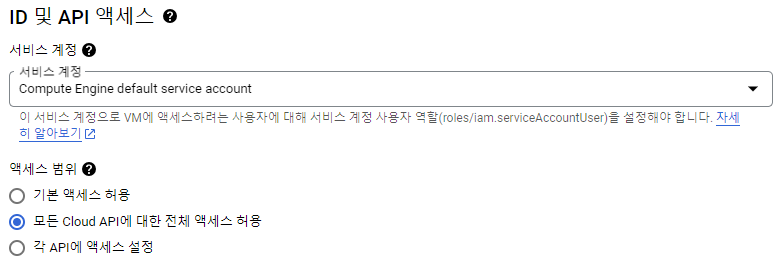 ID 및 API 액세스
서비스 계정
서비스 계정
Compute Engine default service account
이 서비스 계정으로 VM에 액세스하려는 사용자에 대해 서비스 계정 사용자 역할(roles/iam.serviceAccountUser)을 설정해야 합니다. 자세
히 알아보기
액세스 범위
기본 액세스 허용
모든 Cloud API에 대한 전체 액세스 허용
각 API에 액세스 설정